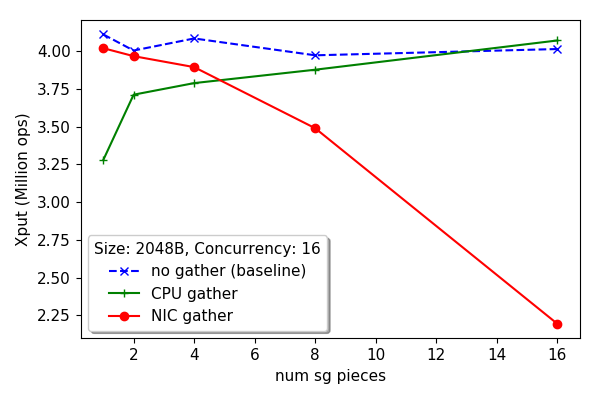 4.00
3.75
3.50
3.25
3.00
2.75
2.50
2.25
Xput (Million ops)
Size: 2048B, Concurrency: 16
no gather (baseline)
CPU gather
NIC gather
2 4 6 8 10 12 14 16
num sg pieces